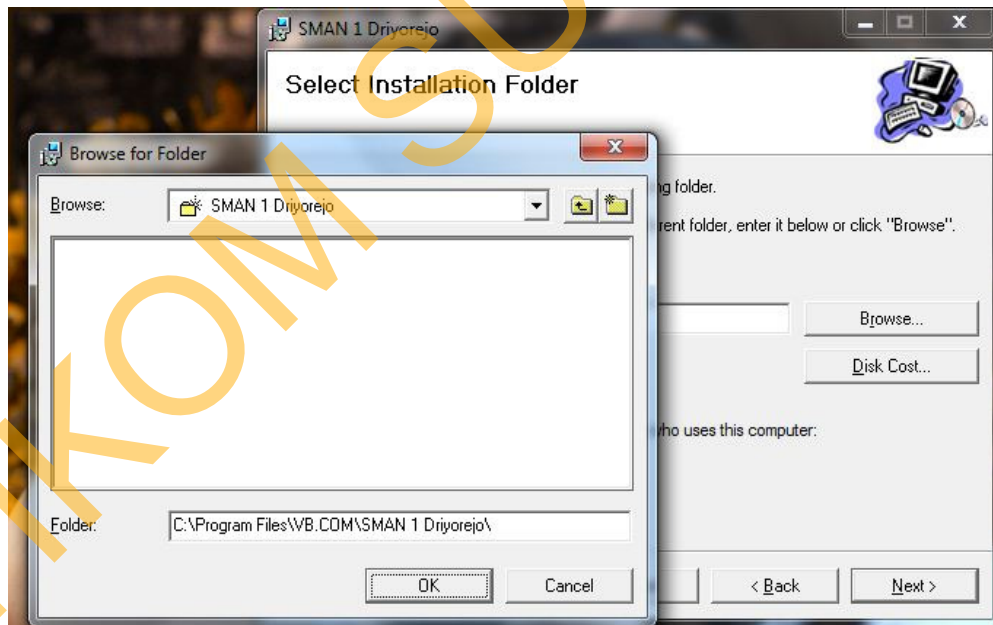 SMAN 1 Driyorejo
Select Installation Folder
Browse for Folder
Browse:
SMAN 1 Driyorejo
folder.
folder, enter it below or click "Browse".
Browse...
Disk Cost...
who uses this computer:
Folder:
C:\Program Files\VB.COM\SMAN 1 Driyorejo\
OK
Cancel
< Back
Next >
KOM SU